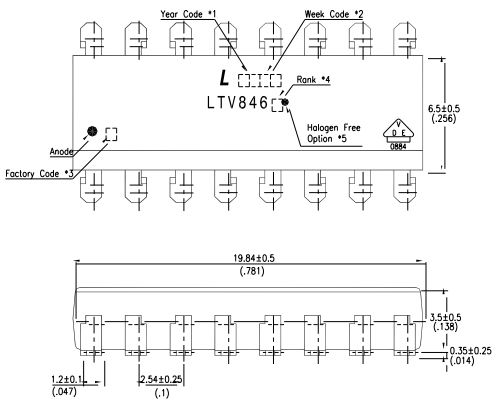 Year Code *1
Week Code *2
L
Rank *4
LTV846
Halogen Free
Option *5
V
D E
0884
Anode
Factory Code *3
6.5±0.5
(.256)
19.84±0.5
(.781)
3.5±0.5
(.138)
0.35±0.25
(.014)
1.2±0.1
(.047)
2.54±0.25
(.1)